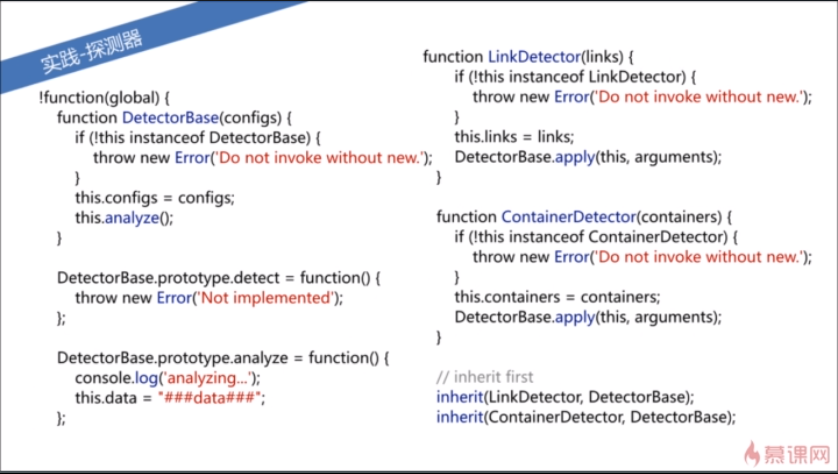 实践-探测器
!function(global) {
function DetectorBase(configs) {
if (!this instanceof DetectorBase) {
throw new Error('Do not invoke without new.');
}
this.configs = configs;
this.analyze();
}
DetectorBase.prototype.detect = function() {
throw new Error('Not implemented');
};
DetectorBase.prototype.analyze = function() {
console.log('analyzing...');
this.data = "###data###";
};
function LinkDetector(links) {
if (!this instanceof LinkDetector) {
throw new Error('Do not invoke without new.');
}
this.links = links;
DetectorBase.apply(this, arguments);
}
function ContainerDetector(containers) {
if (!this instanceof ContainerDetector) {
throw new Error('Do not invoke without new.');
}
this.containers = containers;
DetectorBase.apply(this, arguments);
}
// inherit first
inherit(LinkDetector, DetectorBase);
inherit(ContainerDetector, DetectorBase);
慕课网